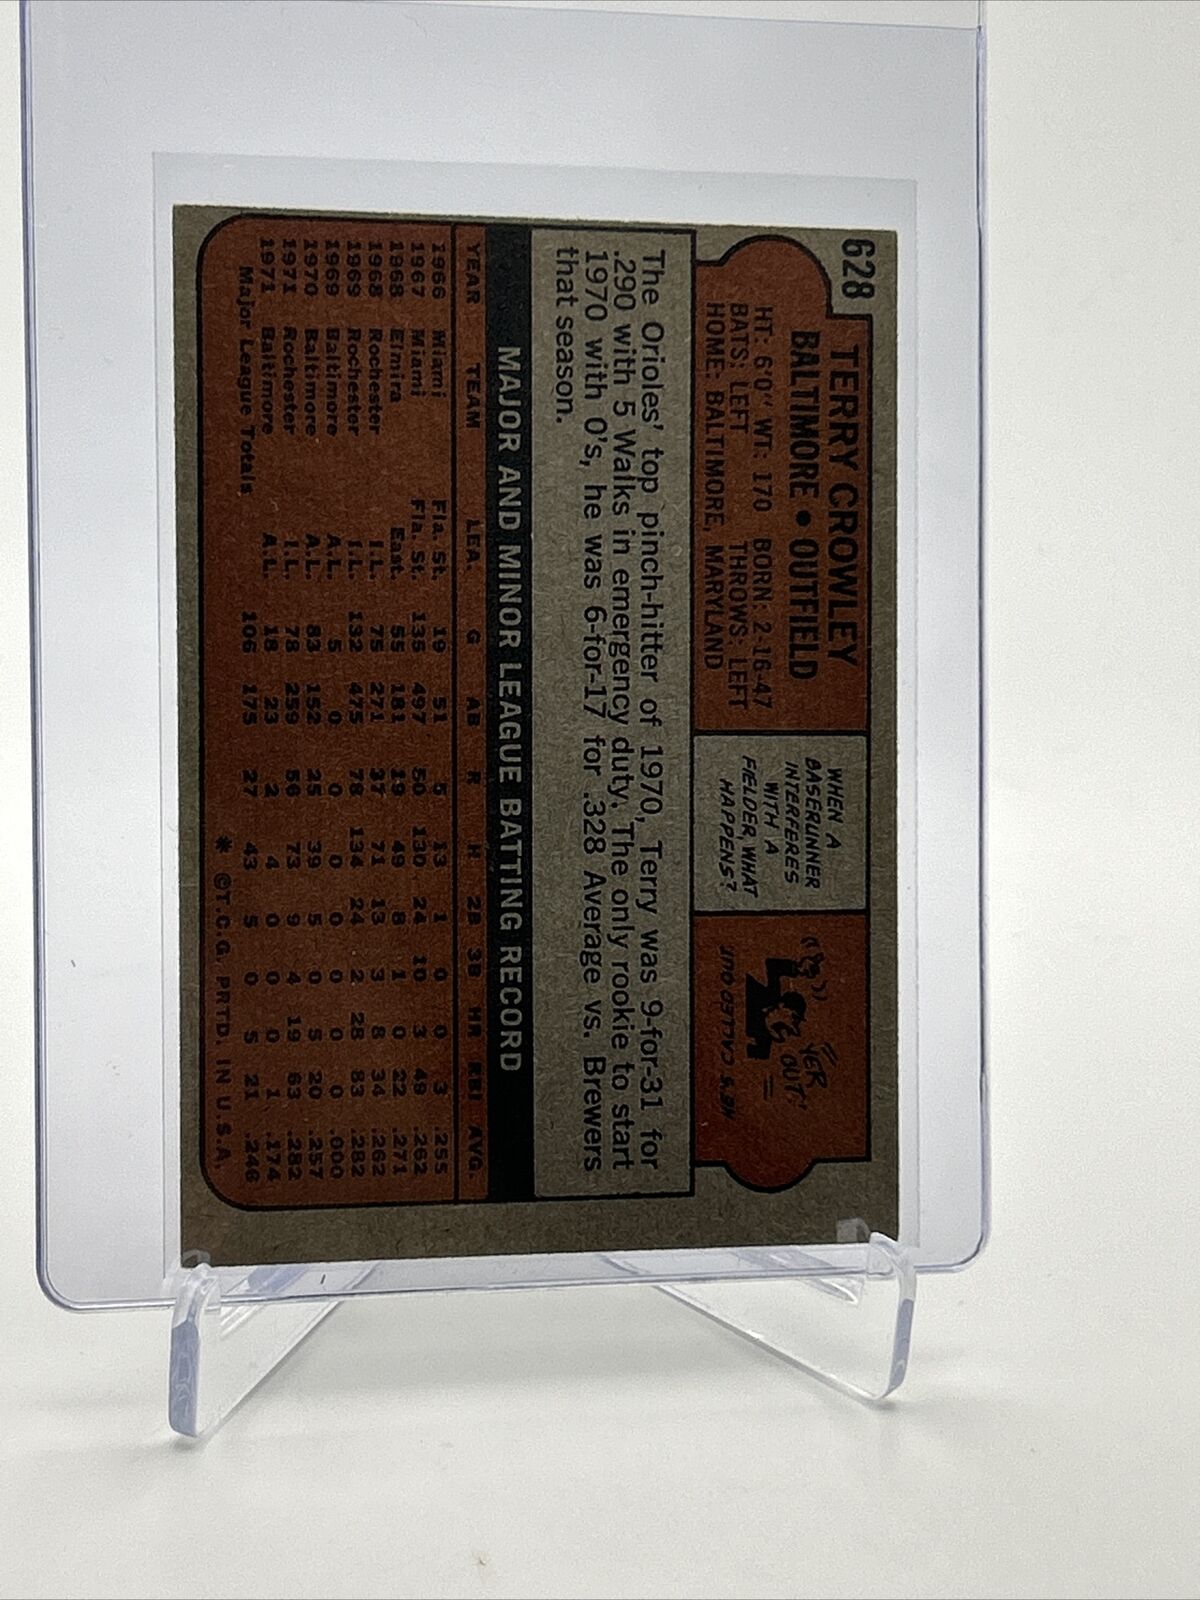 628
TERRY CROWLEY
BALTIMORE • OUTFIELD
HT: 6'0" WT: 170 BORN: 2-16-47
BATS: LEFT THROWS: LEFT
HOME: BALTIMORE, MARYLAND
WHEN A
BASERUNNER
INTERFERES
WITH A
FIELDER, WHAT
HAPPENS?
"YER
OUT!"
HE'S CALLED OUT
The Orioles' top pinch-hitter of 1970, Terry was 9-for-31 for
.290 with 5 Walks in emergency duty. The only rookie to start
1970 with 0's, he was 6-for-17 for .328 Average vs. Brewers
that season.
MAJOR AND MINOR LEAGUE BATTING RECORD
YEAR TEAM LEA. G AB R H 2B 3B HR RBI AVG.
1966 Miami Fla. St. 19 51 5 13 1 0 0 3 .255
1967 Miami Fla. St. 135 497 50 130 24 10 3 49 .262
1968 Elmira East. 55 181 19 49 8 1 0 22 .271
1968 Rochester I.L. 75 271 37 71 13 3 8 34 .262
1969 Rochester I.L. 132 475 78 134 24 2 28 83 .282
1969 Baltimore A.L. 5 0 0 0 0 0 0 0 .000
1970 Baltimore A.L. 83 152 25 39 5 0 5 20 .257
1971 Rochester I.L. 78 259 56 73 9 4 19 63 .282
1971 Baltimore A.L. 18 23 2 4 0 0 0 1 .174
Major League Totals 106 175 27 43 5 0 5 21 .246
* © T.C.G. PRTD. IN U.S.A.